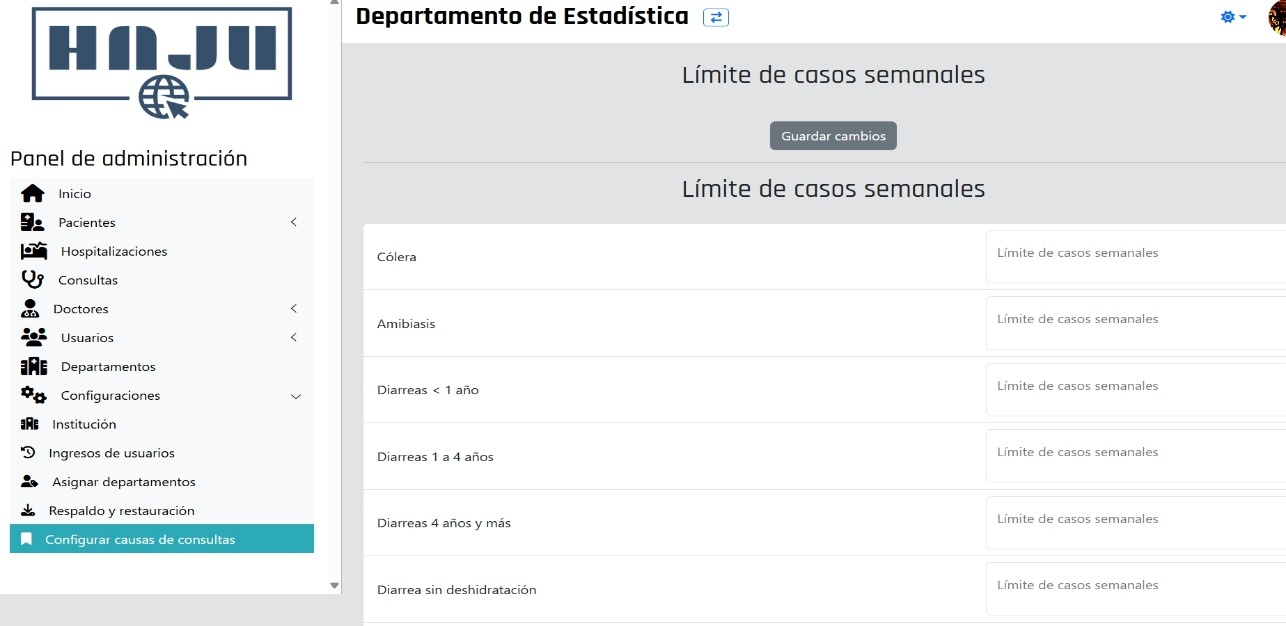 HNJU
Departamento de Estadística
Panel de administración
Inicio
Pacientes
Hospitalizaciones
Consultas
Doctores
Usuarios
Departamentos
Configuraciones
Institución
Ingresos de usuarios
Asignar departamentos
Respaldo y restauración
Configurar causas de consultas
Límite de casos semanales
Guardar cambios
Límite de casos semanales
Cólera Límite de casos semanales
Amibiasis Límite de casos semanales
Diarreas < 1 año Límite de casos semanales
Diarreas 1 a 4 años Límite de casos semanales
Diarreas 4 años y más Límite de casos semanales
Diarrea sin deshidratación Límite de casos semanales